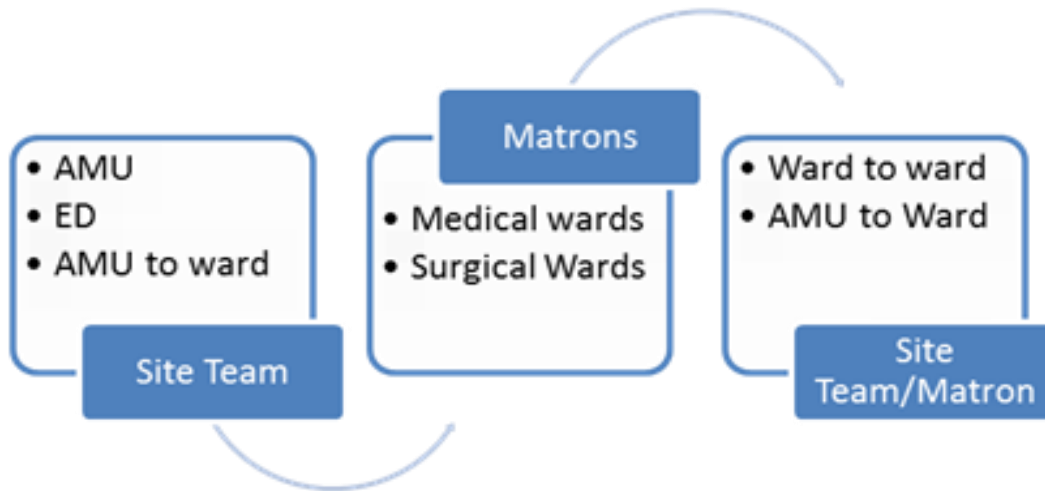 • AMU
• ED
• AMU to ward
Site Team
Matrons
• Medical wards
• Surgical Wards
• Ward to ward
• AMU to Ward
Site
Team/Matron